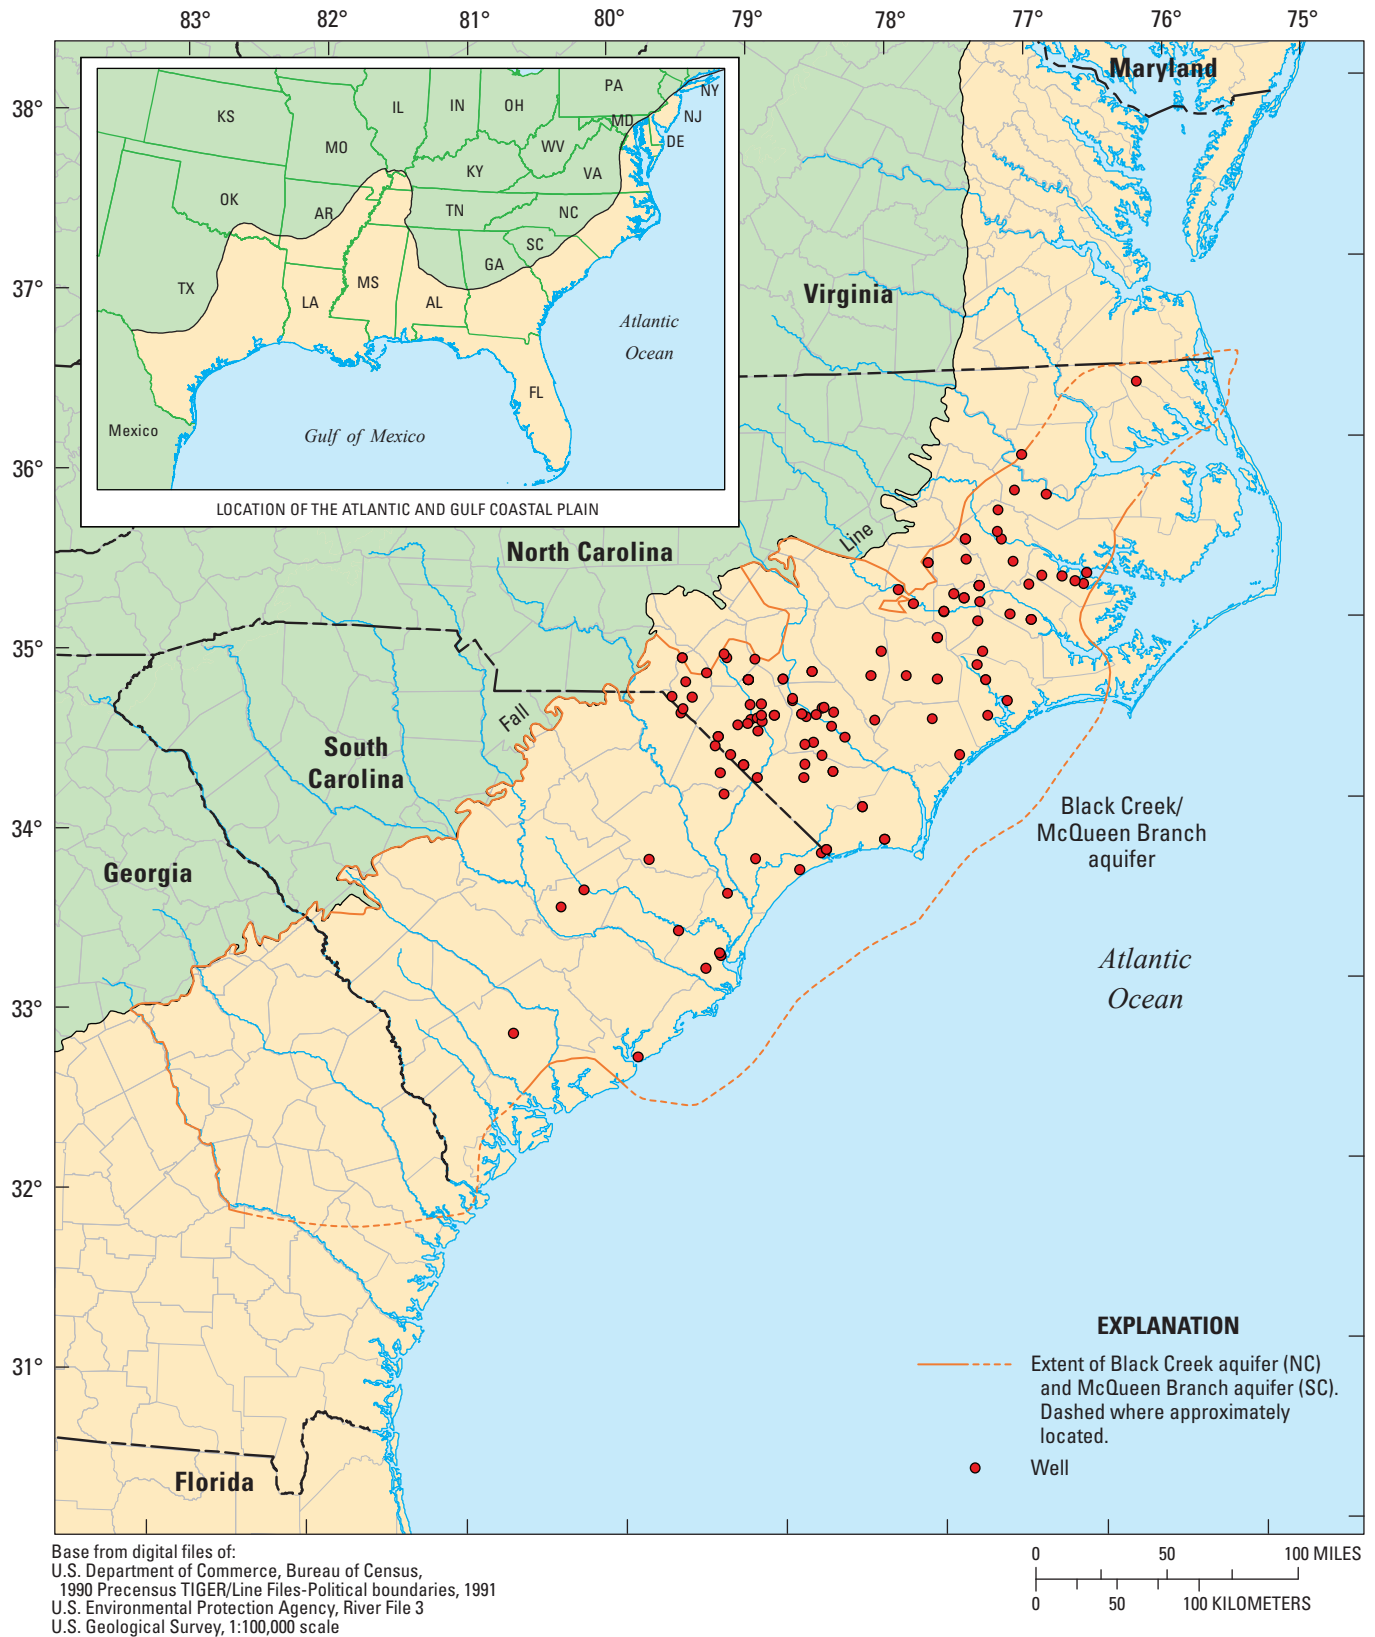 83° 82° 81° 80° 79° 78° 77° 76° 75°
Maryland
38°
37°
36°
35°
34°
33°
32°
31°
KS
MO
IL
IN
OH
PA
NY
NJ
MD
DE
WV
VA
KY
OK
AR
TN
NC
SC
GA
TX
LA
MS
AL
FL
Mexico
Atlantic
Ocean
Gulf of Mexico
LOCATION OF THE ATLANTIC AND GULF COASTAL PLAIN
Virginia
North Carolina
Line
Fall
South
Carolina
Georgia
Black Creek/
McQueen Branch
aquifer
Atlantic
Ocean
Florida
EXPLANATION
Extent of Black Creek aquifer (NC)
and McQueen Branch aquifer (SC).
Dashed where approximately
located.
Well
Base from digital files of:
U.S. Department of Commerce, Bureau of Census,
1990 Precensus TIGER/Line Files-Political boundaries, 1991
U.S. Environmental Protection Agency, River File 3
U.S. Geological Survey, 1:100,000 scale
0 50 100 MILES
0 50 100 KILOMETERS